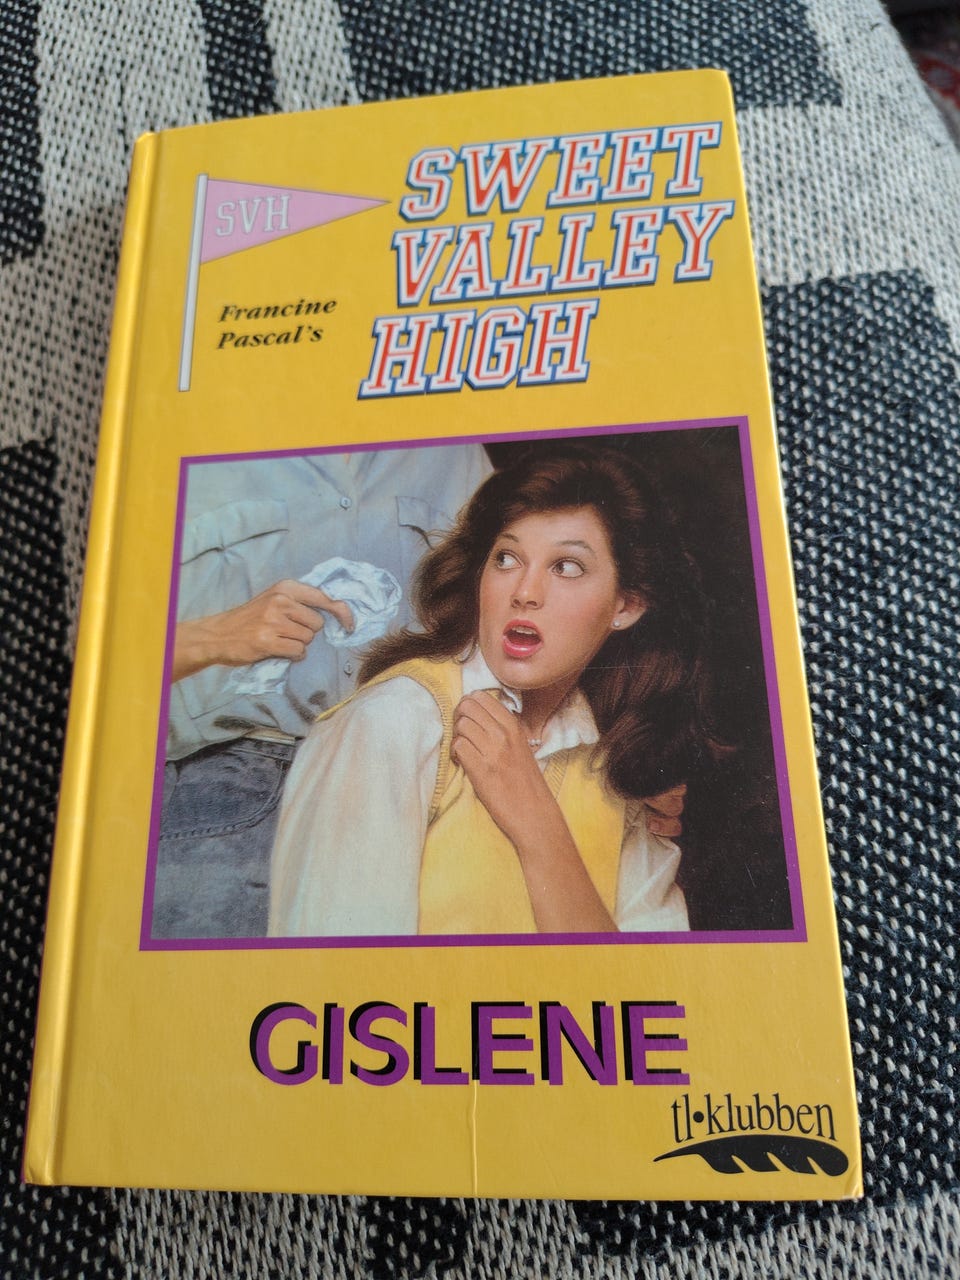 SVH
SWEET
VALLEY
HIGH
Francine
Pascal's
GISLENE
tl•klubben